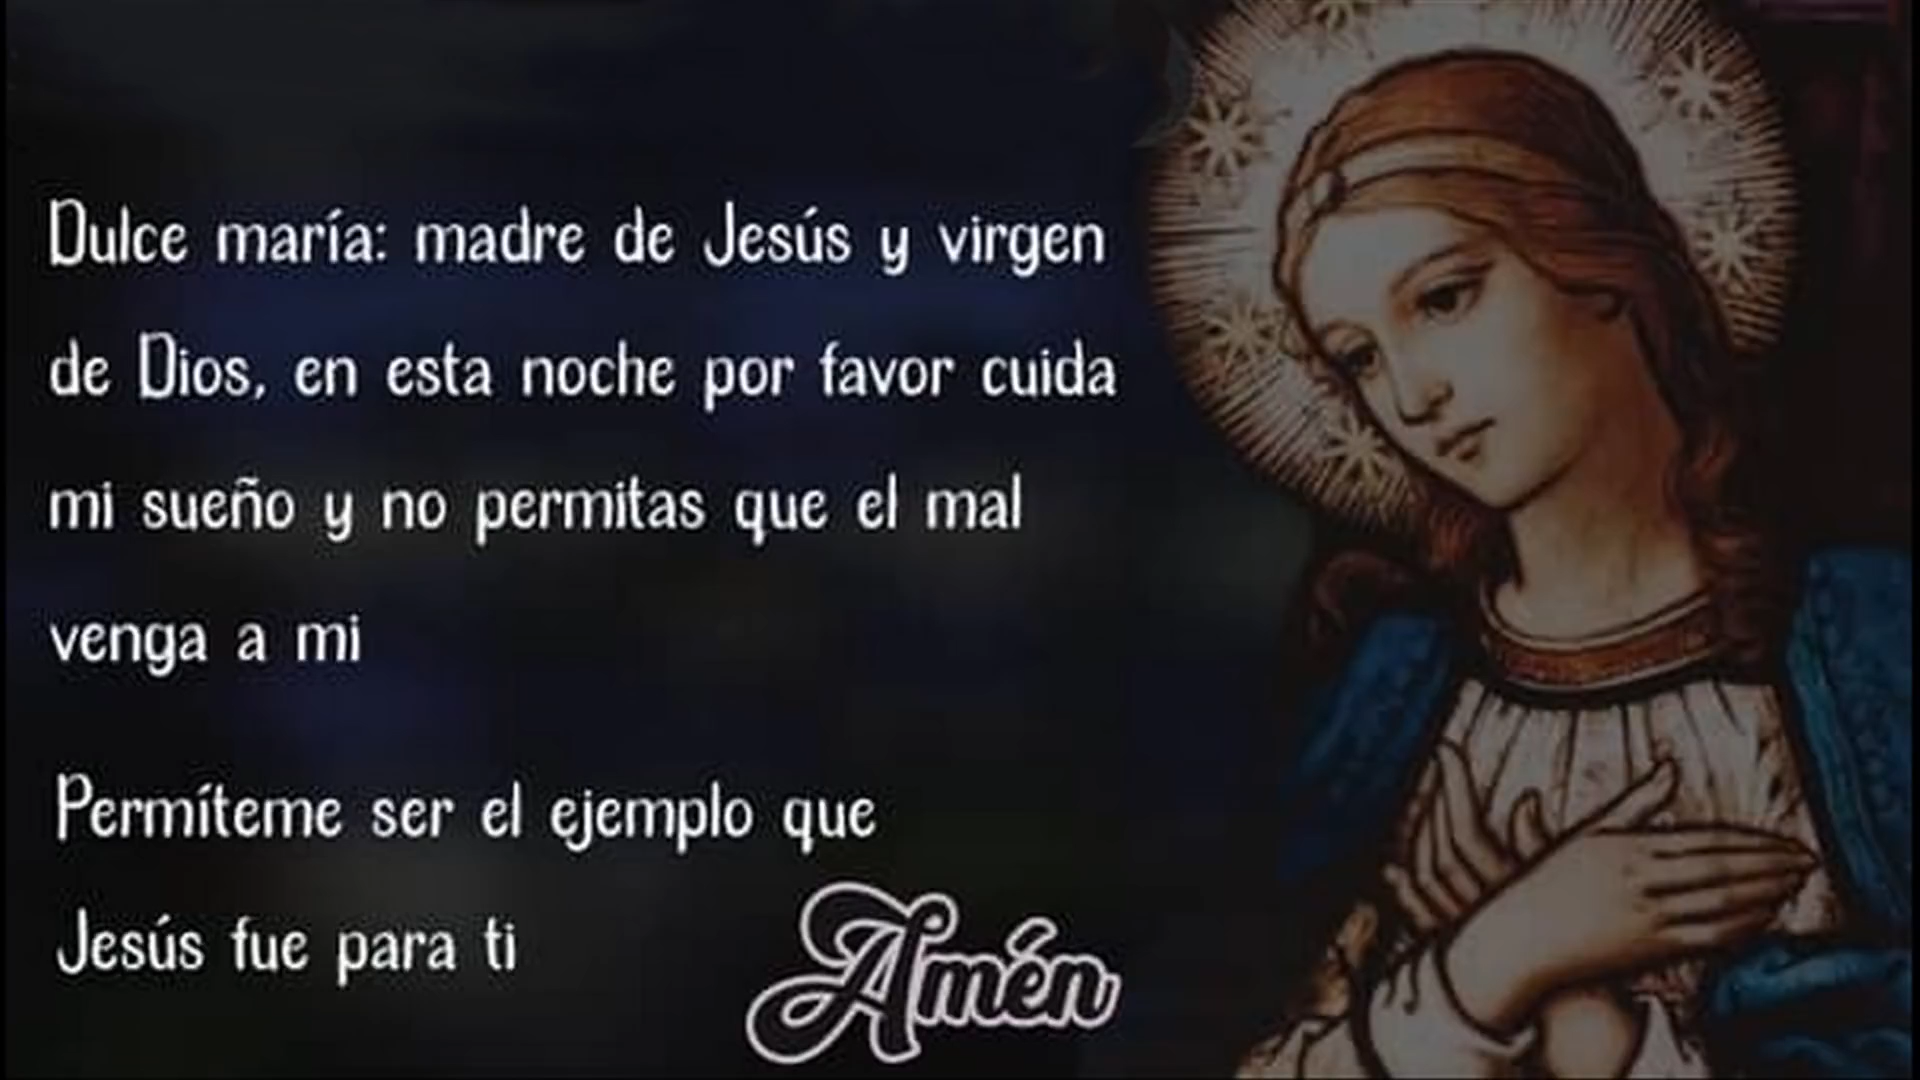 Dulce maría: madre de Jesús y virgen
de Dios, en esta noche por favor cuida
mi sueño y no permitas que el mal
venga a mi
Permíteme ser el ejemplo que
Jesús fue para ti
Amén